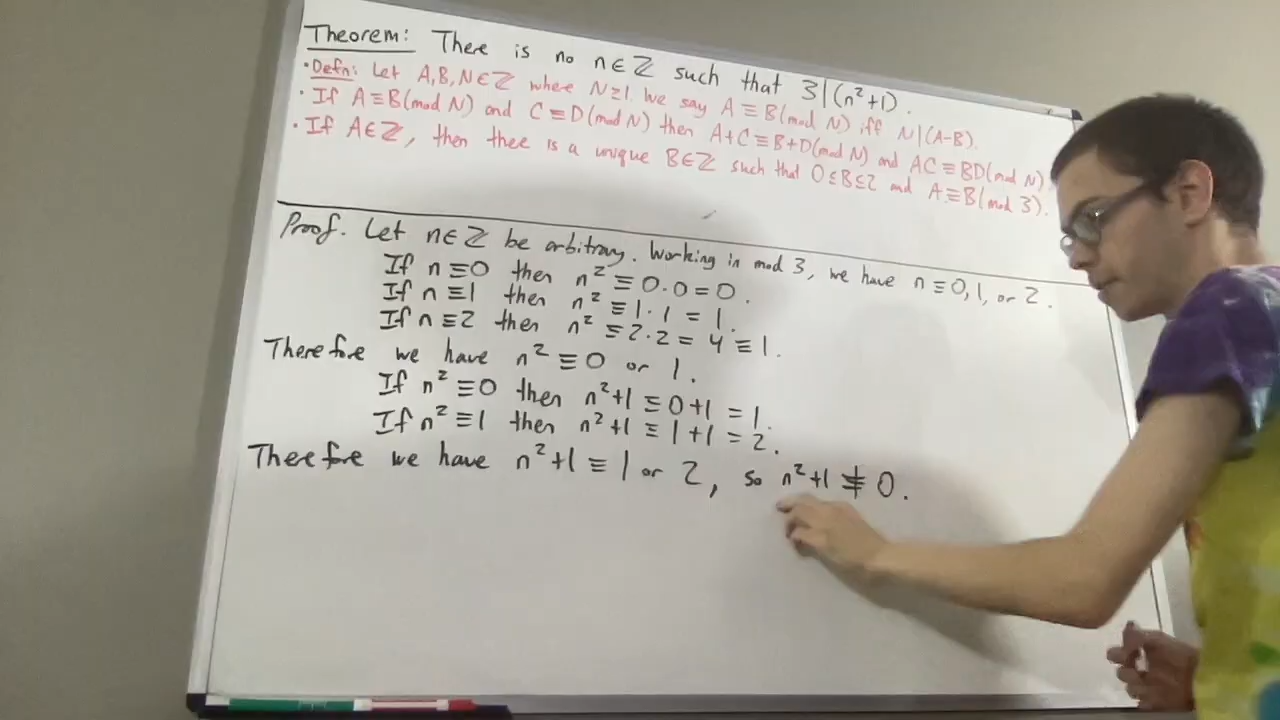 Theorem: There is no n∈ℤ such that 3|(n²+1).
• Defn: Let A,B,N∈ℤ where N≥1. We say A≡B(mod N) iff N|(A-B).
• If A≡B(mod N) and C≡D(mod N) then A+C≡B+D(mod N) and AC≡BD(mod N)
• If A∈ℤ, then thee is a unique B∈ℤ such that 0≤B≤2 and A≡B(mod 3).
Proof. Let n∈ℤ be arbitrary. Working in mod 3, we have n≡0,1, or 2.
If n≡0 then n²≡0·0=0.
If n≡1 then n²≡1·1=1.
If n≡2 then n²≡2·2=4≡1.
Therefore we have n²≡0 or 1.
If n²≡0 then n²+1≡0+1=1.
If n²≡1 then n²+1≡1+1=2.
Therefore we have n²+1≡1 or 2, so n²+1≢0.